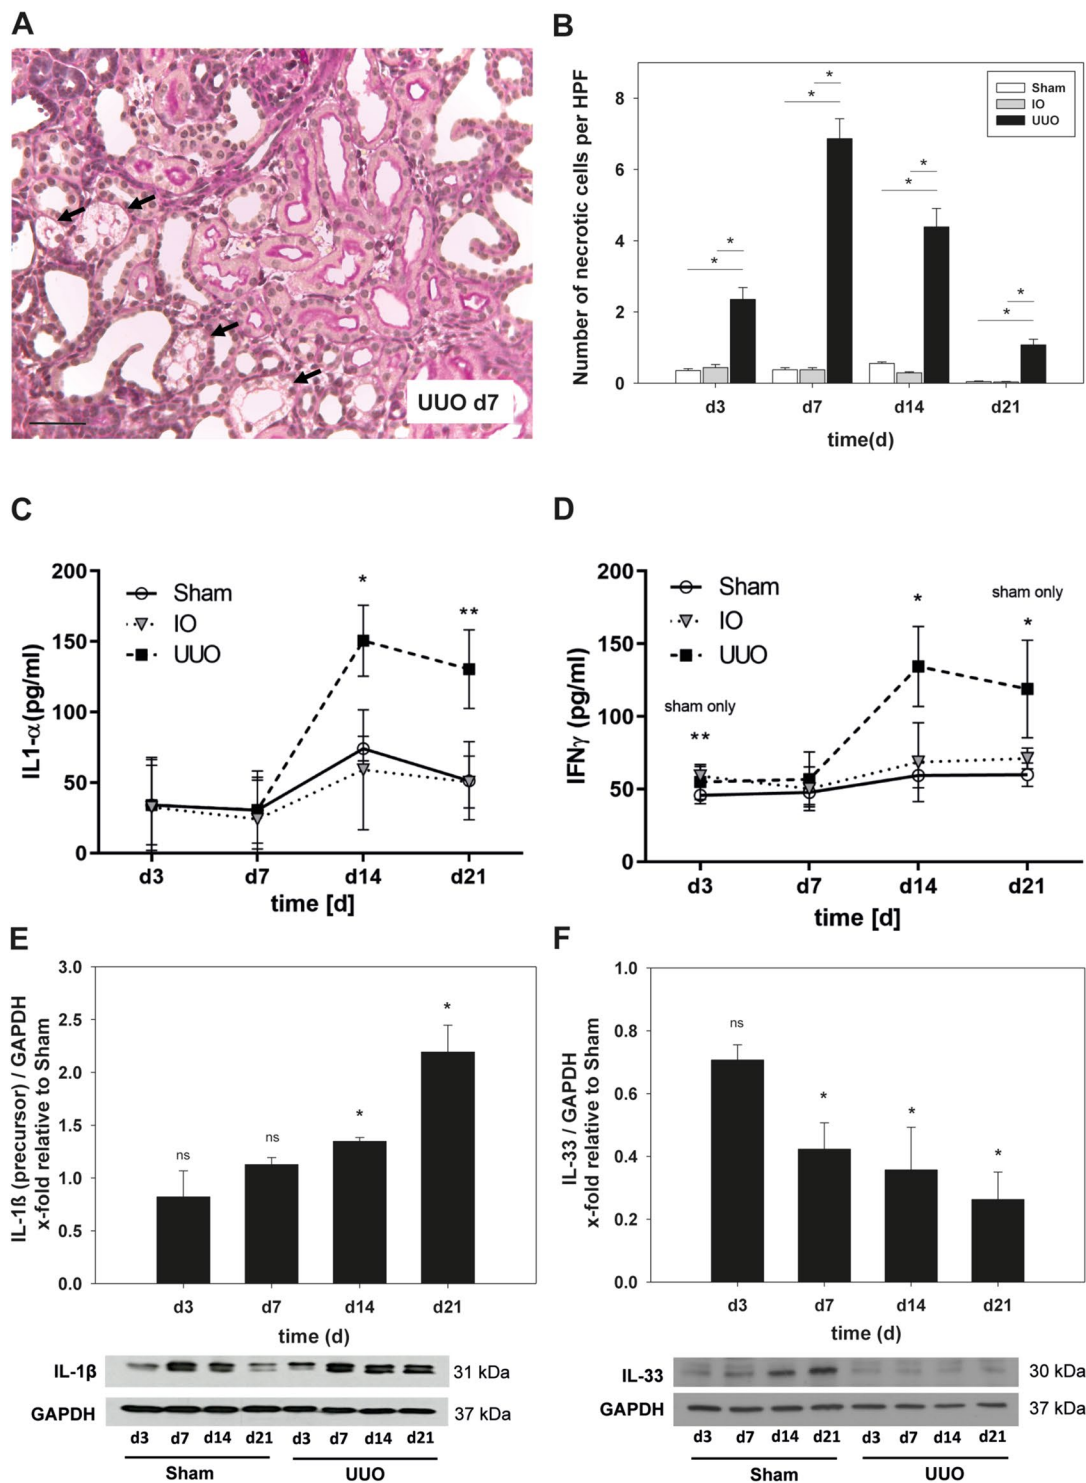 A
UUO d7
B
Number of necrotic cells per HPF
8
6
4
2
0
Sham
IO
UUO
*
*
*
*
*
*
*
*
d3
d7
d14
d21
time(d)
C
IL1-α(pg/ml)
200
150
100
50
0
Sham
IO
UUO
*
**
d3
d7
d14
d21
time [d]
D
IFNγ (pg/ml)
200
150
100
50
0
Sham
IO
UUO
sham only
**
*
sham only
*
d3
d7
d14
d21
time [d]
E
IL-1ß (precursor) / GAPDH
x-fold relative to Sham
3.0
2.5
2.0
1.5
1.0
0.5
0.0
ns
ns
*
*
d3
d7
d14
d21
time (d)
IL-1β
31 kDa
GAPDH
37 kDa
d3 d7 d14 d21 d3 d7 d14 d21
Sham
UUO
F
IL-33 / GAPDH
x-fold relative to Sham
1.0
0.8
0.6
0.4
0.2
0.0
ns
*
*
*
d3
d7
d14
d21
time (d)
IL-33
30 kDa
GAPDH
37 kDa
d3 d7 d14 d21 d3 d7 d14 d21
Sham
UUO